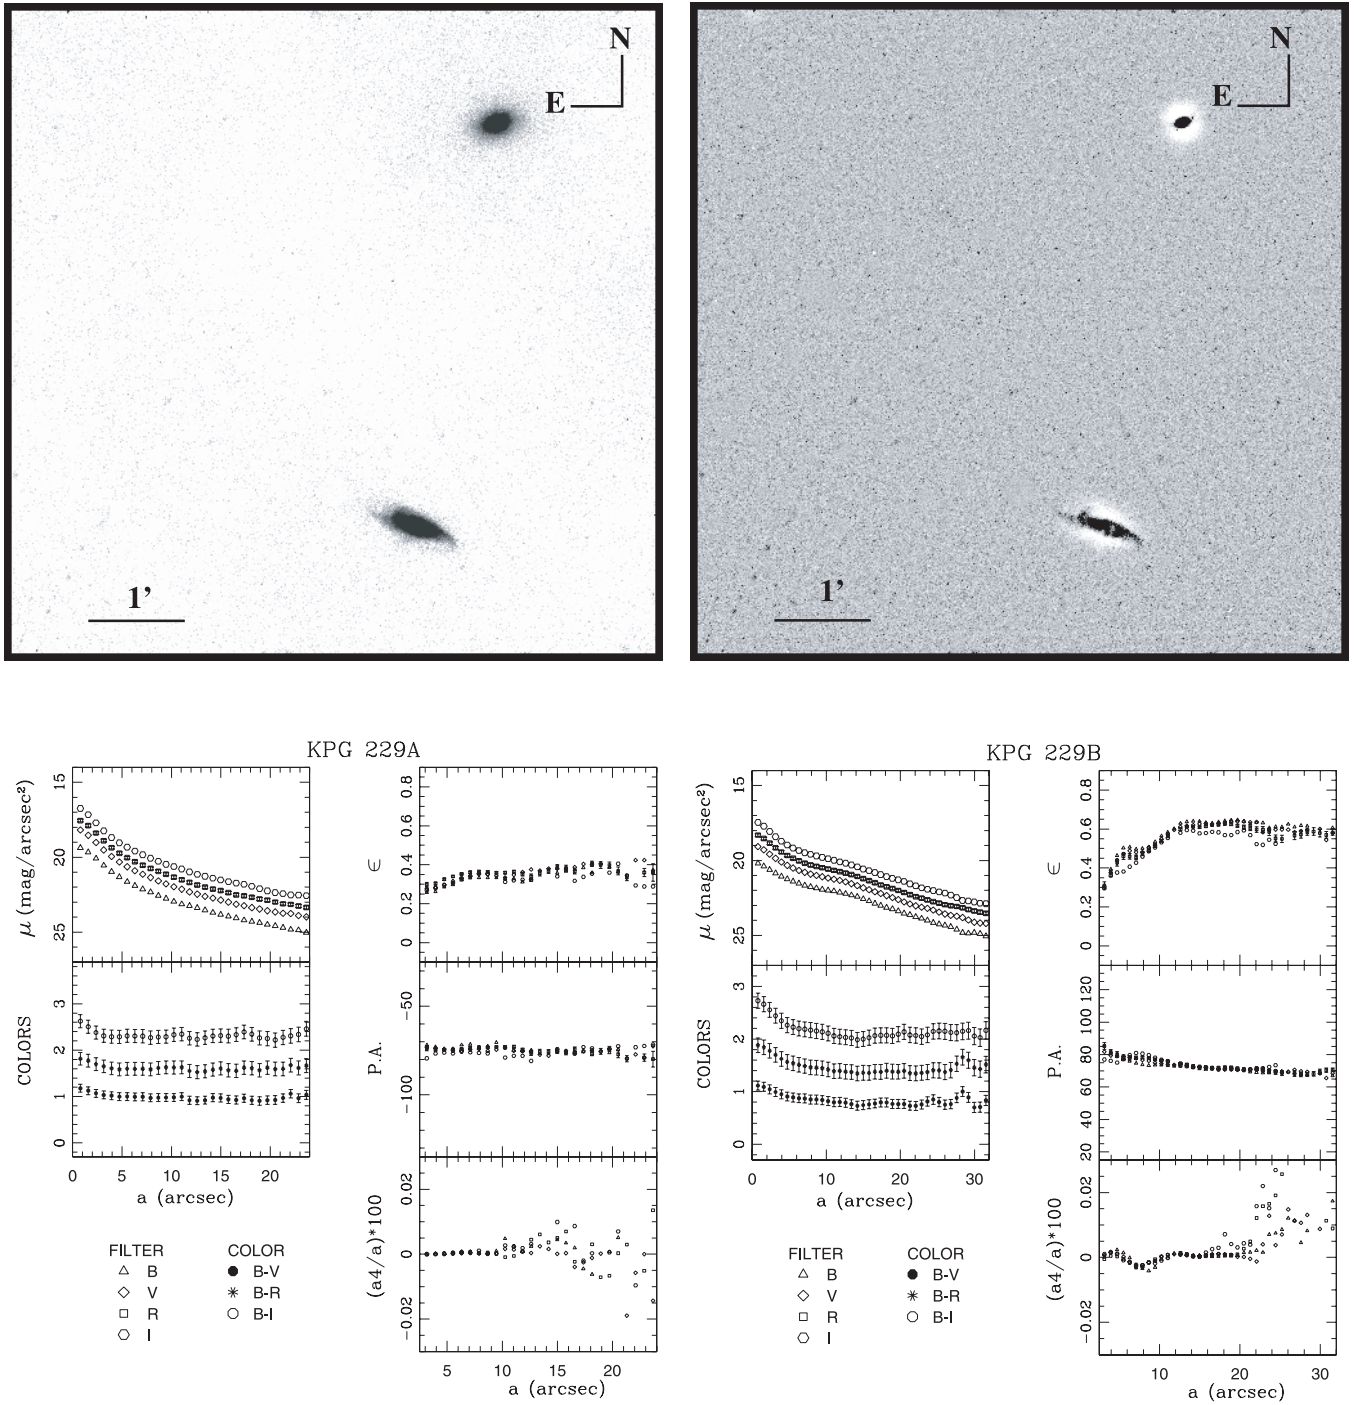 N
E
1’
N
E
1’
KPG 229A
μ (mag/arcsec²)
15
20
25
COLORS
3
2
1
0
0 5 10 15 20
a (arcsec)
ϵ
0.8
0.6
0.4
0.2
0
P.A.
−50
−100
(a4/a)*100
0.02
0
−0.02
5 10 15 20
a (arcsec)
FILTER COLOR
B B-V
V B-R
R B-I
I
KPG 229B
μ (mag/arcsec²)
15
20
25
COLORS
3
2
1
0
0 10 20 30
a (arcsec)
ϵ
0.8
0.6
0.4
0.2
0
P.A.
120
100
80
60
40
20
(a4/a)*100
0.02
0
−0.02
10 20 30
a (arcsec)
FILTER COLOR
B B-V
V B-R
R B-I
I